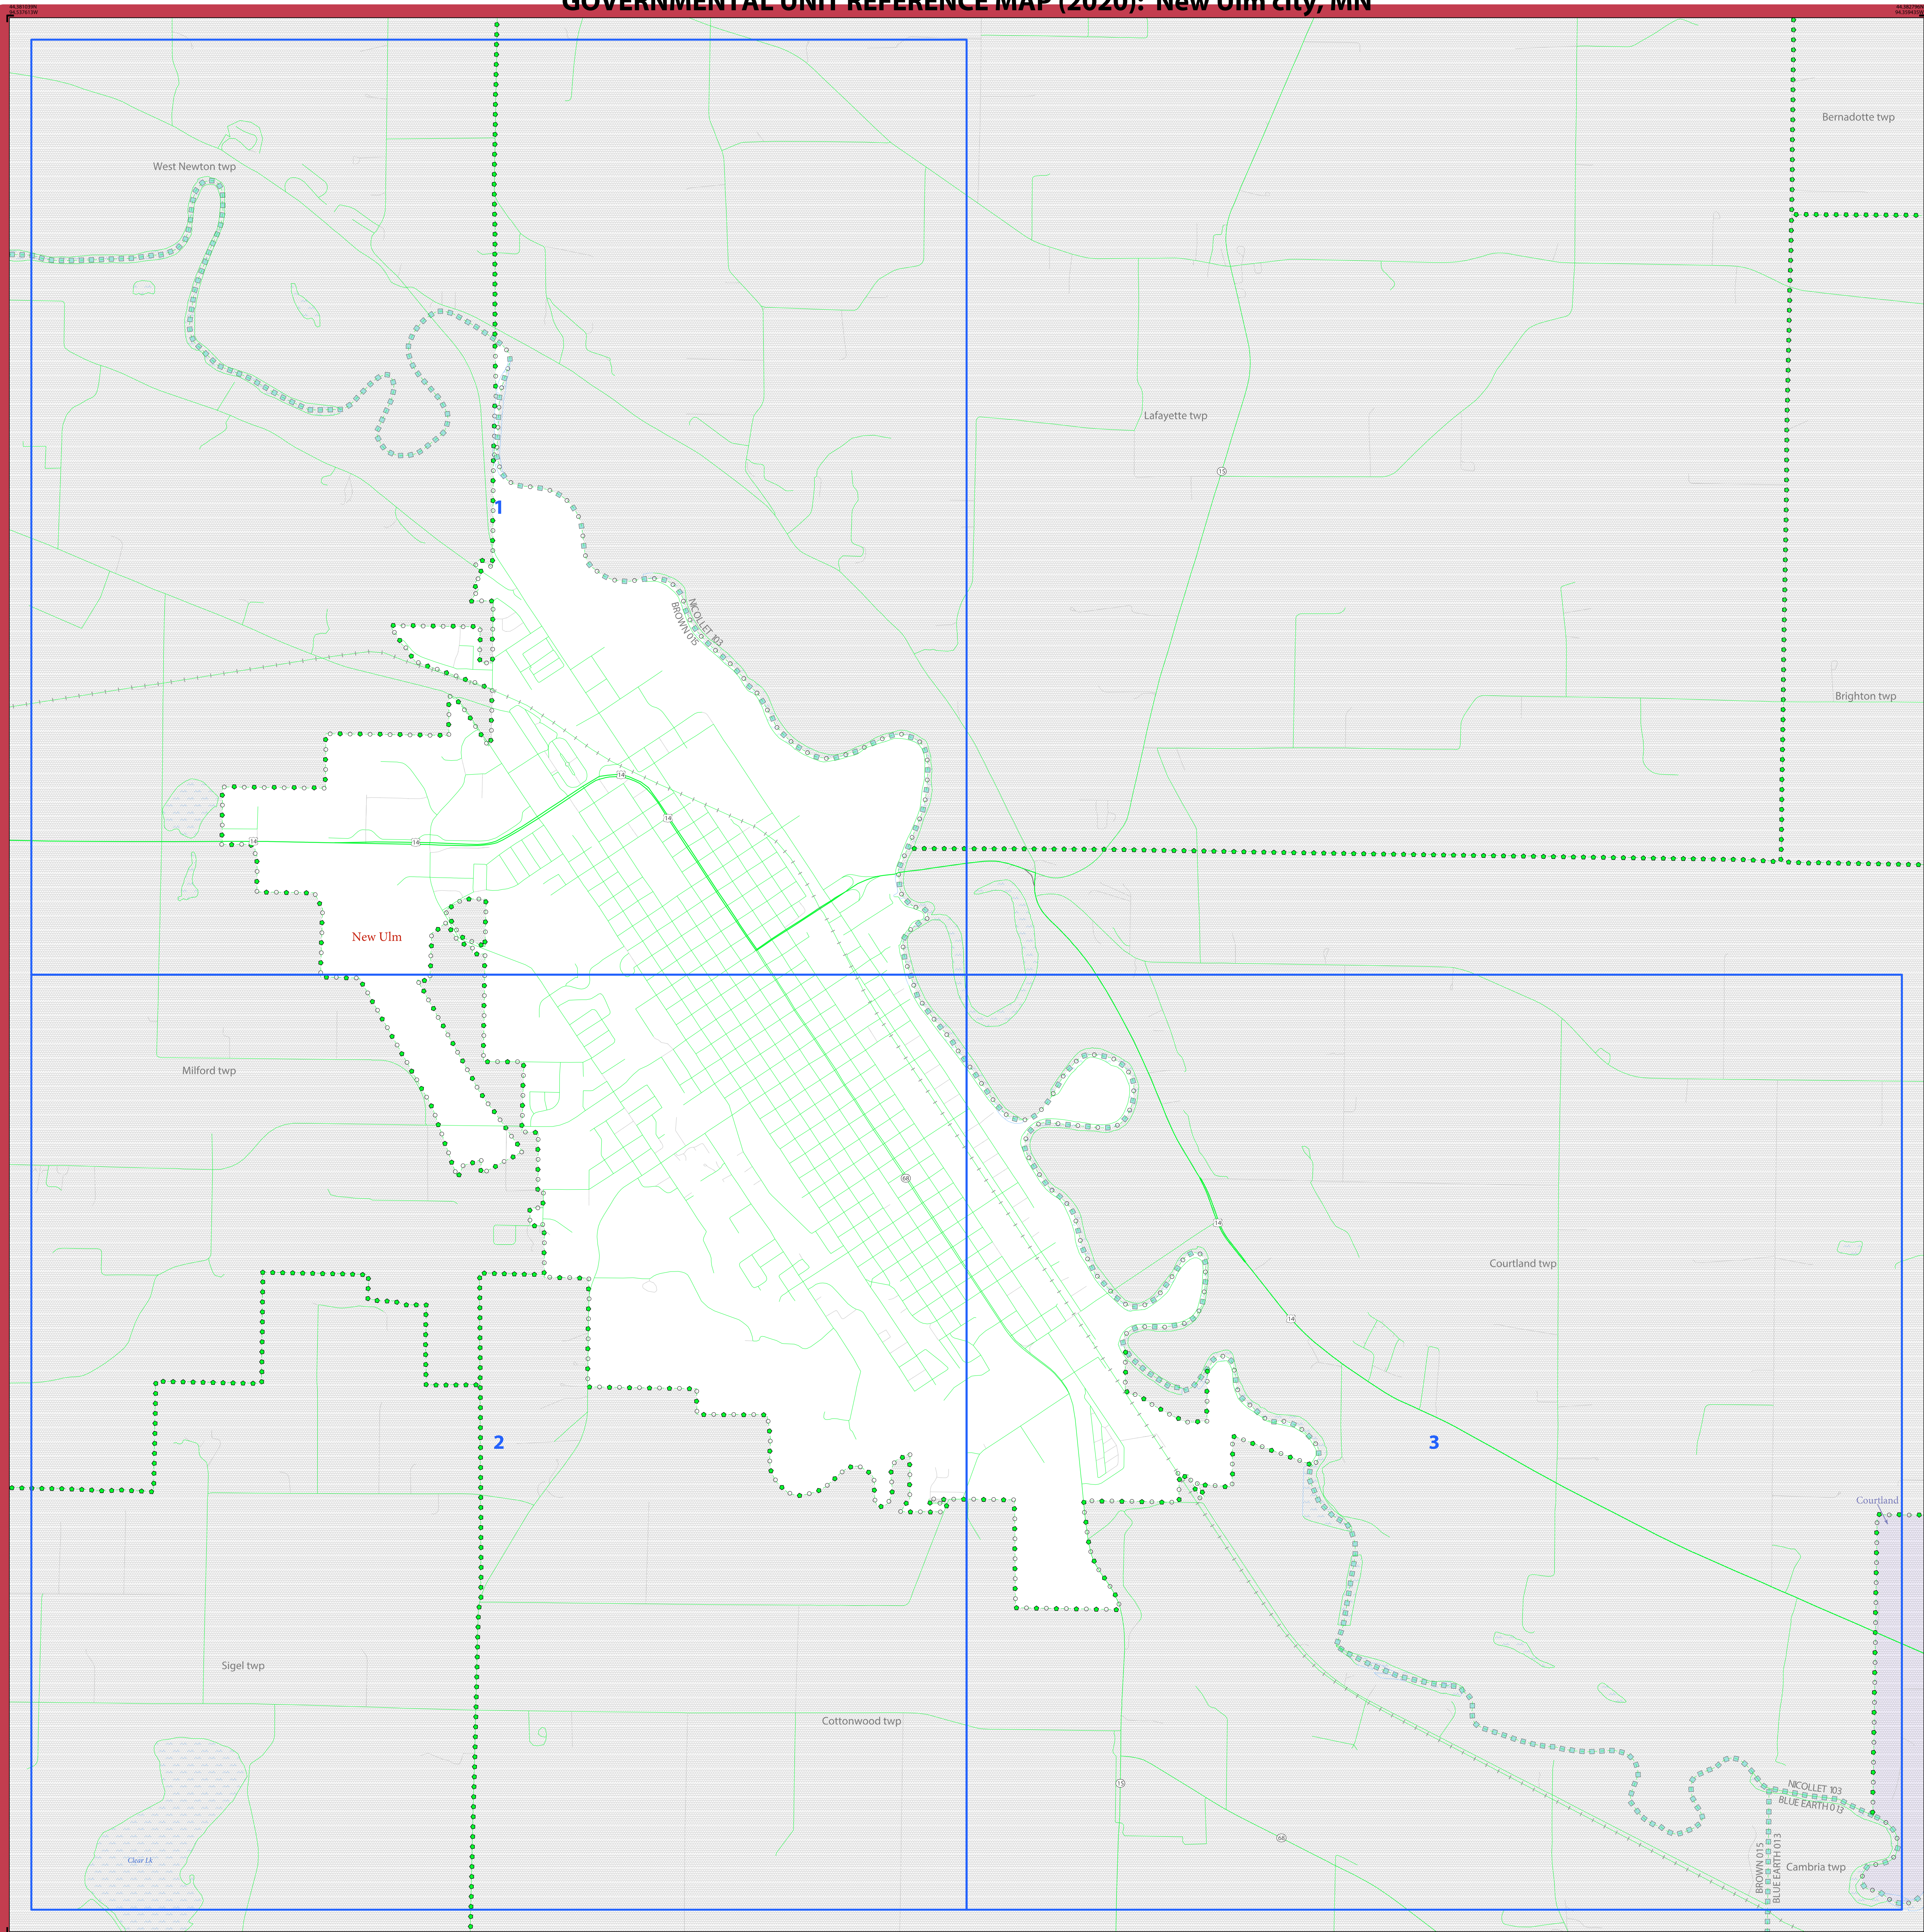 GOVERNMENTAL UNIT REFERENCE MAP (2020): New Ulm city, MN
Bernadotte twp
West Newton twp
Lafayette twp
15
1
NICOLLET 103
BROWN 015
Brighton twp
14
14
14
14
New Ulm
Milford twp
68
14
Courtland twp
14
2
3
Courtland
Sigel twp
Cottonwood twp
15
NICOLLET 103
BLUE EARTH 013
68
Clear Lk
BROWN 015
BLUE EARTH 013
Cambria twp